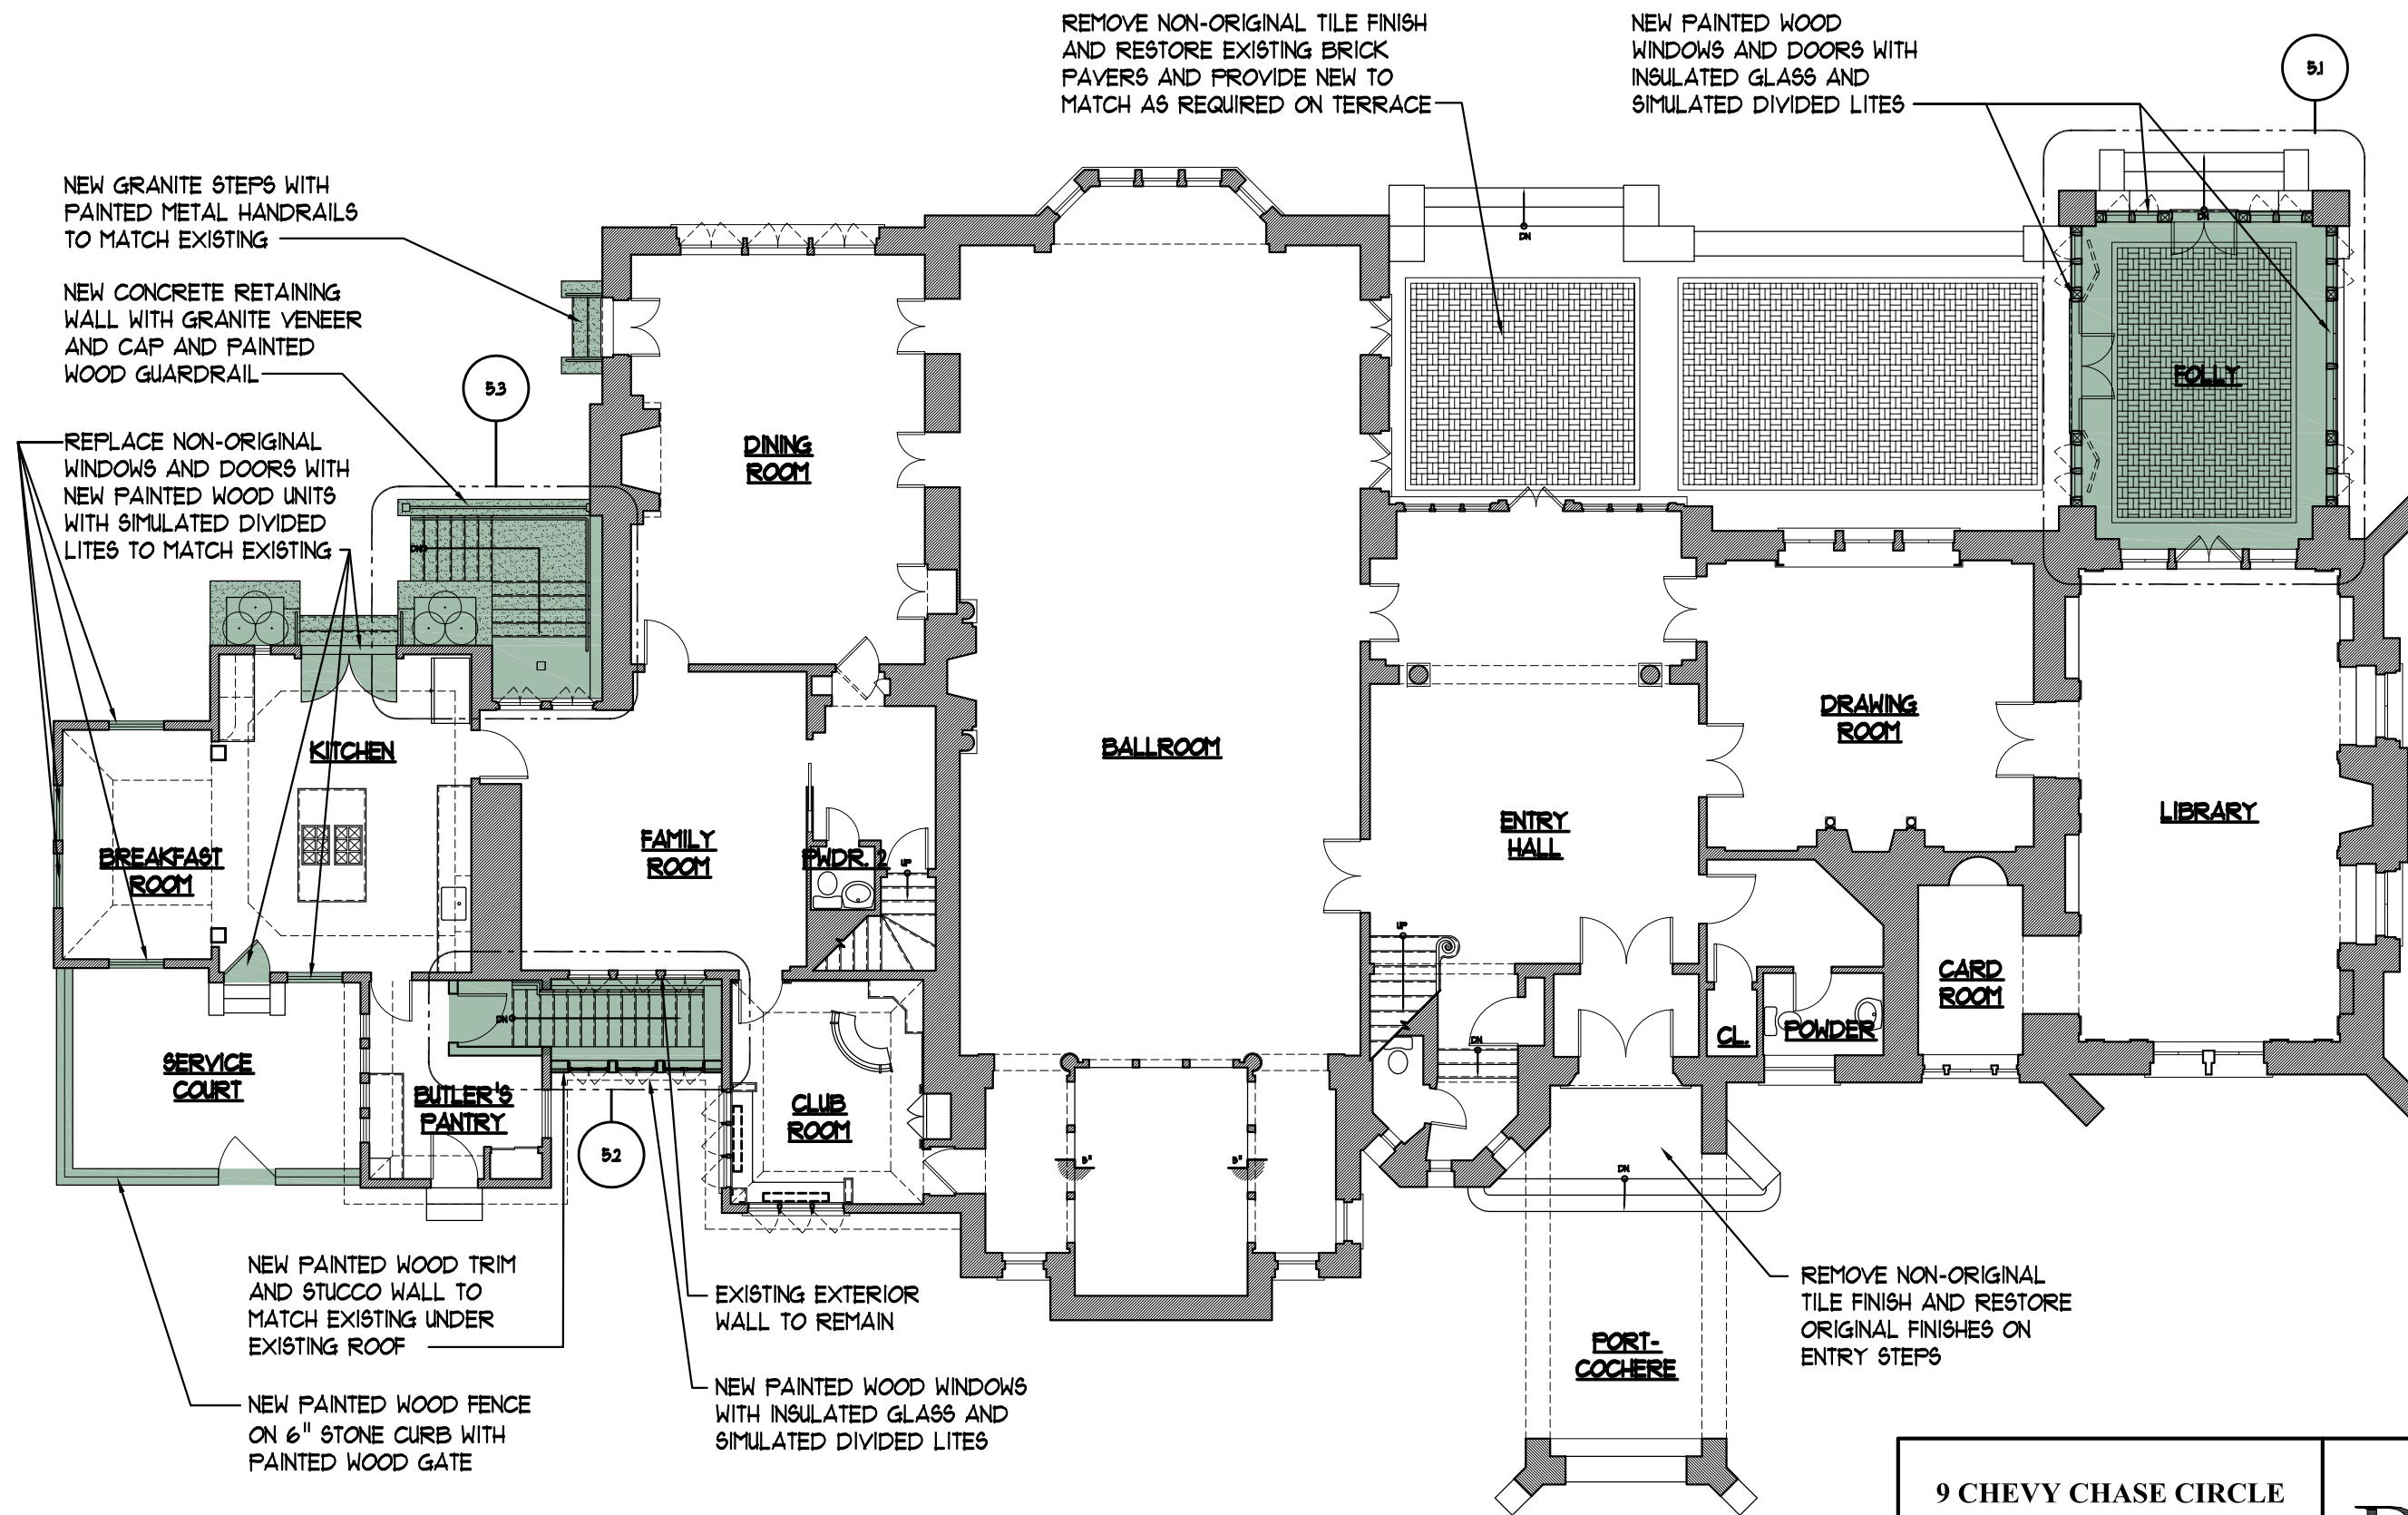 REMOVE NON-ORIGINAL TILE FINISH
AND RESTORE EXISTING BRICK
PAVERS AND PROVIDE NEW TO
MATCH AS REQUIRED ON TERRACE
NEW PAINTED WOOD
WINDOWS AND DOORS WITH
INSULATED GLASS AND
SIMULATED DIVIDED LITES
5.1
NEW GRANITE STEPS WITH
PAINTED METAL HANDRAILS
TO MATCH EXISTING
NEW CONCRETE RETAINING
WALL WITH GRANITE VENEER
AND CAP AND PAINTED
WOOD GUARDRAIL
5.3
REPLACE NON-ORIGINAL
WINDOWS AND DOORS WITH
NEW PAINTED WOOD UNITS
WITH SIMULATED DIVIDED
LITES TO MATCH EXISTING
DN
DN
DN
FOLLY
DINING
ROOM
KITCHEN
BALLROOM
DRAWING
ROOM
BREAKFAST
ROOM
FAMILY
ROOM
PWDR. 2
UP
ENTRY
HALL
LIBRARY
UP
DN
DN
CARD
ROOM
CL.
POWDER
SERVICE
COURT
BUTLER'S
PANTRY
5.2
CLUB
ROOM
3"
3"
DN
NEW PAINTED WOOD TRIM
AND STUCCO WALL TO
MATCH EXISTING UNDER
EXISTING ROOF
EXISTING EXTERIOR
WALL TO REMAIN
REMOVE NON-ORIGINAL
TILE FINISH AND RESTORE
ORIGINAL FINISHES ON
ENTRY STEPS
PORT-
COCHERE
NEW PAINTED WOOD FENCE
ON 6" STONE CURB WITH
PAINTED WOOD GATE
NEW PAINTED WOOD WINDOWS
WITH INSULATED GLASS AND
SIMULATED DIVIDED LITES
9 CHEVY CHASE CIRCLE